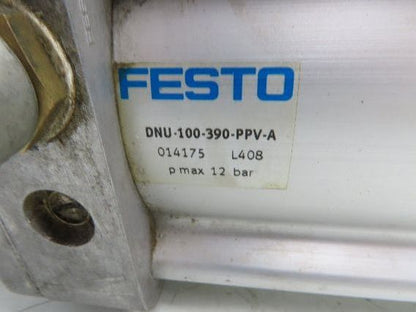 FESTO
DNU-100-390-PPV-A
014175 L408
p max 12 bar